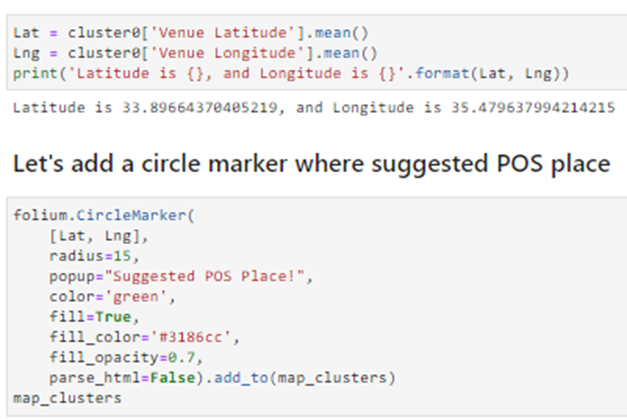 Lat = cluster0['Venue Latitude'].mean()
Lng = cluster0['Venue Longitude'].mean()
print('Latitude is {}, and Longitude is {}'.format(Lat, Lng))
Latitude is 33.89664370405219, and Longitude is 35.479637994214215
Let's add a circle marker where suggested POS place
folium.CircleMarker(
    [Lat, Lng],
    radius=15,
    popup="Suggested POS Place!",
    color='green',
    fill=True,
    fill_color='#3186cc',
    fill_opacity=0.7,
    parse_html=False).add_to(map_clusters)
map_clusters